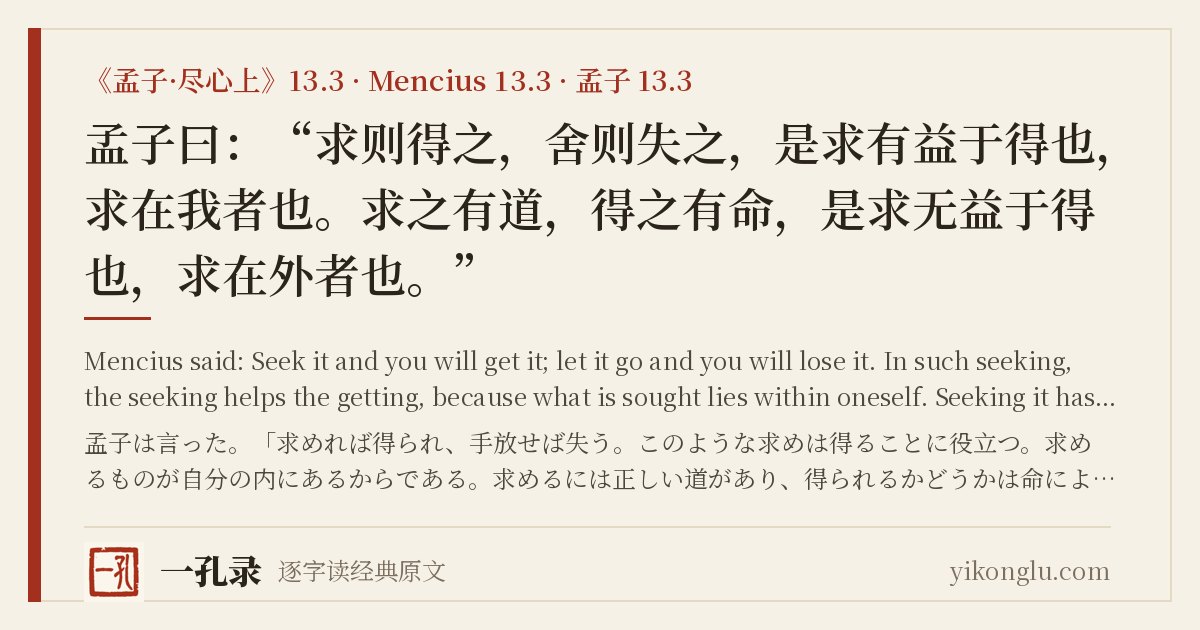 《孟子·尽心上》13.3 · Mencius 13.3 · 孟子 13.3
孟子曰：“求则得之，舍则失之，是求有益于得也，
求在我者也。求之有道，得之有命，是求无益于得
也，求在外者也。”
Mencius said: Seek it and you will get it; let it go and you will lose it. In such seeking,
the seeking helps the getting, because what is sought lies within oneself. Seeking it has...
孟子は言った。「求めれば得られ、手放せば失う。このような求めは得ることに役立つ。求め
るものが自分の内にあるからである。求めるには正しい道があり、得られるかどうかは命によ…
一孔
一孔录 逐字读经典原文
yikonglu.com